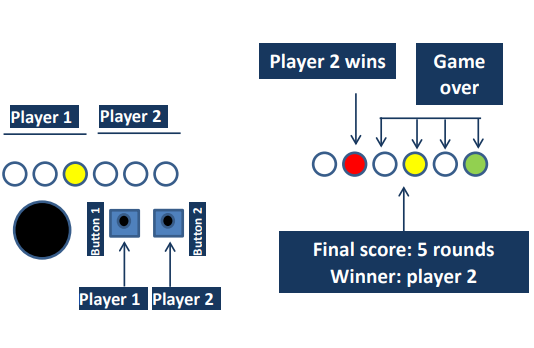 Player 1
Player 2
Button 1
Button 2
Player 1
Player 2
Player 2 wins
Game
over
Final score: 5 rounds
Winner: player 2